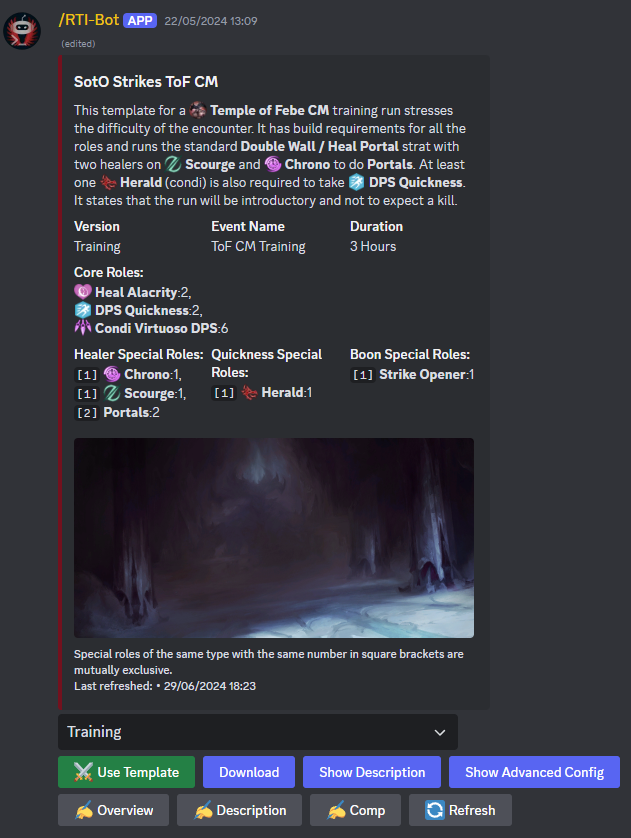 /RTI-Bot APP 22/05/2024 13:09
(edited)
SotO Strikes ToF CM
This template for a Temple of Febe CM training run stresses
the difficulty of the encounter. It has build requirements for all the
roles and runs the standard Double Wall / Heal Portal strat with
two healers on Scourge and Chrono to do Portals. At least
one Herald (condi) is also required to take DPS Quickness.
It states that the run will be introductory and not to expect a kill.
Version Event Name Duration
Training ToF CM Training 3 Hours
Core Roles:
Heal Alacrity:2,
DPS Quickness:2,
Condi Virtuoso DPS:6
Healer Special Roles:
[1] Chrono:1,
[1] Scourge:1,
[2] Portals:2
Quickness Special
Roles:
[1] Herald:1
Boon Special Roles:
[1] Strike Opener:1
Special roles of the same type with the same number in square brackets are
mutually exclusive.
Last refreshed: • 29/06/2024 18:23
Training
Use Template Download Show Description Show Advanced Config
Overview Description Comp Refresh